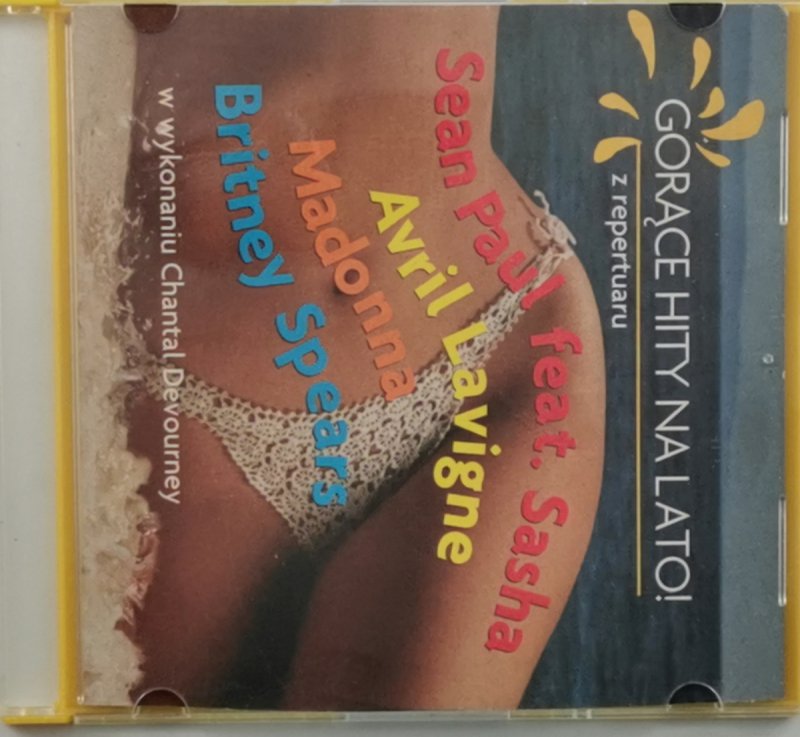 GORĄCE HITY NA LATO!
z repertuaru
Sean Paul feat. Sasha
Avril Lavigne
Madonna
Britney Spears
w wykonaniu Chantal Devourney